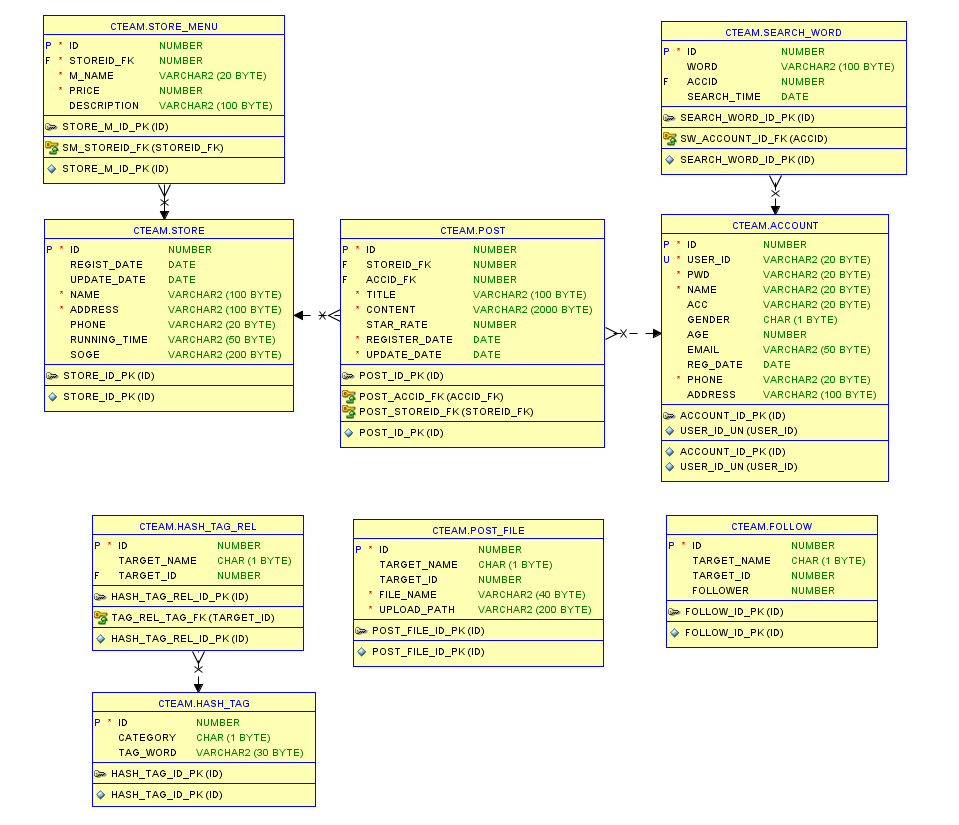 CTEAM.STORE_MENU
P * ID NUMBER
F * STOREID_FK NUMBER
* M_NAME VARCHAR2 (20 BYTE)
* PRICE NUMBER
DESCRIPTION VARCHAR2 (100 BYTE)
STORE_M_ID_PK (ID)
SM_STOREID_FK (STOREID_FK)
STORE_M_ID_PK (ID)
CTEAM.SEARCH_WORD
P * ID NUMBER
WORD VARCHAR2 (100 BYTE)
F ACCID NUMBER
SEARCH_TIME DATE
SEARCH_WORD_ID_PK (ID)
SW_ACCOUNT_ID_FK (ACCID)
SEARCH_WORD_ID_PK (ID)
CTEAM.STORE
P * ID NUMBER
REGIST_DATE DATE
UPDATE_DATE DATE
* NAME VARCHAR2 (100 BYTE)
* ADDRESS VARCHAR2 (100 BYTE)
PHONE VARCHAR2 (20 BYTE)
RUNNING_TIME VARCHAR2 (50 BYTE)
SOGE VARCHAR2 (200 BYTE)
STORE_ID_PK (ID)
STORE_ID_PK (ID)
CTEAM.POST
P * ID NUMBER
F STOREID_FK NUMBER
F ACCID_FK NUMBER
* TITLE VARCHAR2 (100 BYTE)
* CONTENT VARCHAR2 (2000 BYTE)
STAR_RATE NUMBER
* REGISTER_DATE DATE
* UPDATE_DATE DATE
POST_ID_PK (ID)
POST_ACCID_FK (ACCID_FK)
POST_STOREID_FK (STOREID_FK)
POST_ID_PK (ID)
CTEAM.ACCOUNT
P * ID NUMBER
U * USER_ID VARCHAR2 (20 BYTE)
* PWD VARCHAR2 (20 BYTE)
* NAME VARCHAR2 (20 BYTE)
ACC VARCHAR2 (20 BYTE)
GENDER CHAR (1 BYTE)
AGE NUMBER
EMAIL VARCHAR2 (50 BYTE)
REG_DATE DATE
* PHONE VARCHAR2 (20 BYTE)
ADDRESS VARCHAR2 (100 BYTE)
ACCOUNT_ID_PK (ID)
USER_ID_UN (USER_ID)
ACCOUNT_ID_PK (ID)
USER_ID_UN (USER_ID)
CTEAM.HASH_TAG_REL
P * ID NUMBER
TARGET_NAME CHAR (1 BYTE)
F TARGET_ID NUMBER
HASH_TAG_REL_ID_PK (ID)
TAG_REL_TAG_FK (TARGET_ID)
HASH_TAG_REL_ID_PK (ID)
CTEAM.POST_FILE
P * ID NUMBER
TARGET_NAME CHAR (1 BYTE)
TARGET_ID NUMBER
* FILE_NAME VARCHAR2 (40 BYTE)
* UPLOAD_PATH VARCHAR2 (200 BYTE)
POST_FILE_ID_PK (ID)
POST_FILE_ID_PK (ID)
CTEAM.FOLLOW
P * ID NUMBER
TARGET_NAME CHAR (1 BYTE)
TARGET_ID NUMBER
FOLLOWER NUMBER
FOLLOW_ID_PK (ID)
FOLLOW_ID_PK (ID)
CTEAM.HASH_TAG
P * ID NUMBER
CATEGORY CHAR (1 BYTE)
TAG_WORD VARCHAR2 (30 BYTE)
HASH_TAG_ID_PK (ID)
HASH_TAG_ID_PK (ID)